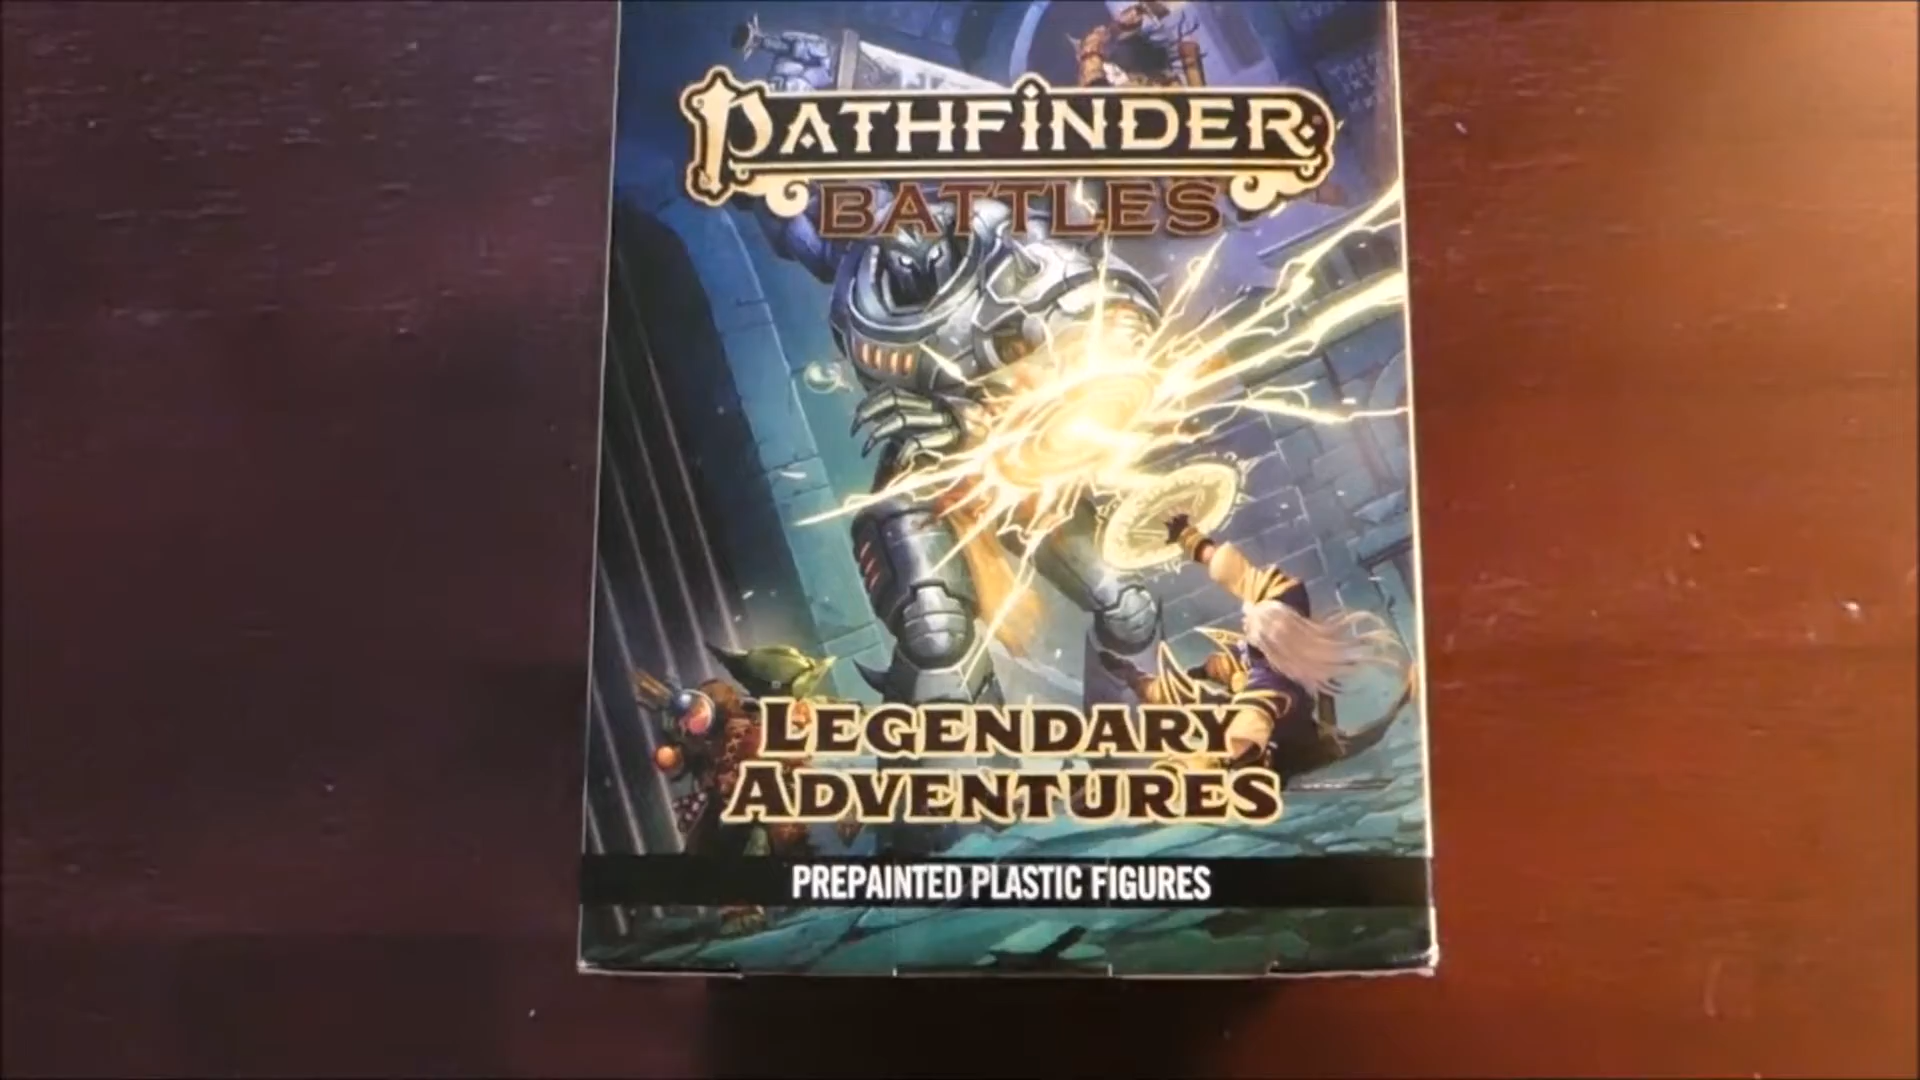 PATHFINDER
BATTLES
LEGENDARY
ADVENTURES
PREPAINTED PLASTIC FIGURES